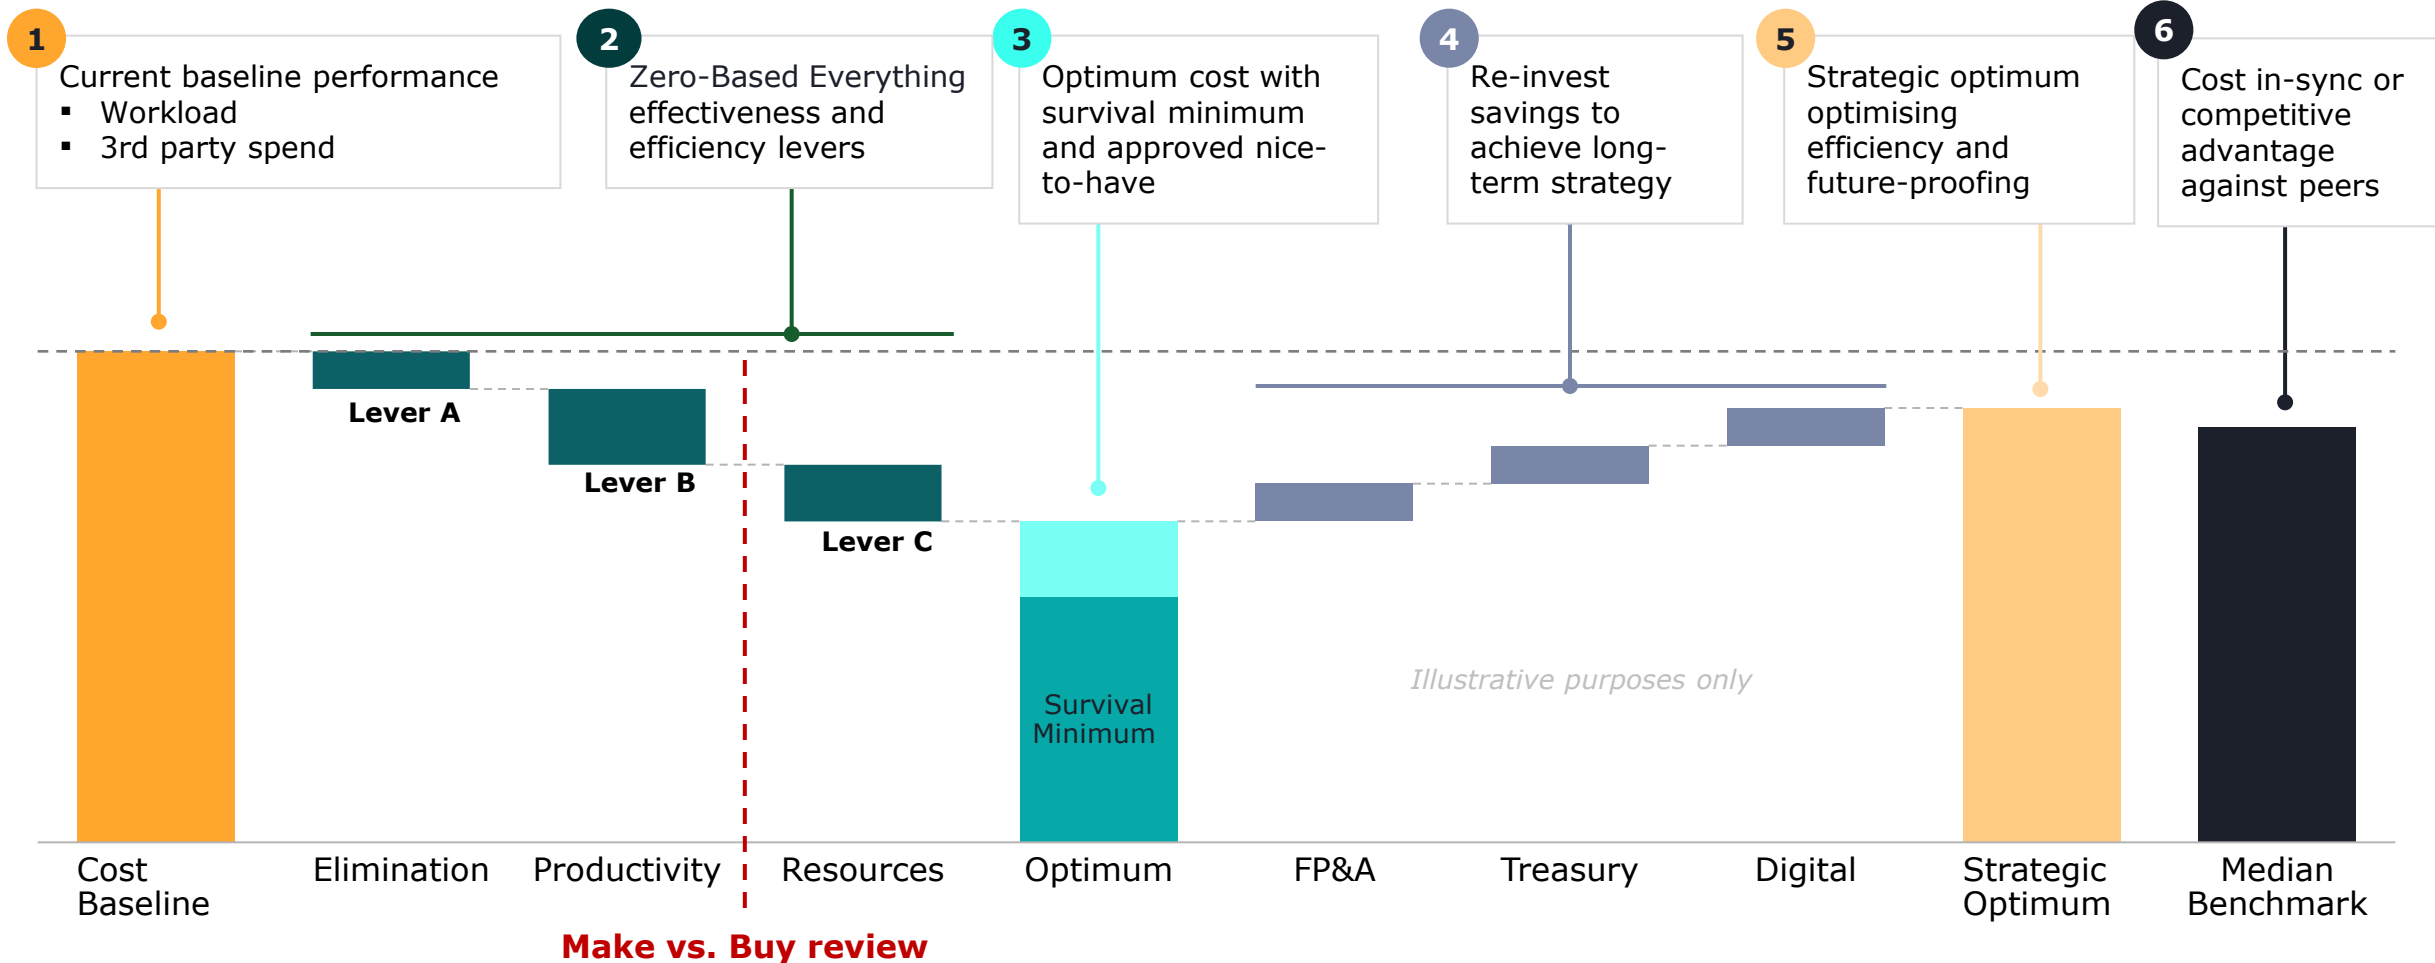 1
Current baseline performance
▪ Workload
▪ 3rd party spend
2
Zero-Based Everything
effectiveness and
efficiency levers
3
Optimum cost with
survival minimum
and approved nice-
to-have
4
Re-invest
savings to
achieve long-
term strategy
5
Strategic optimum
optimising
efficiency and
future-proofing
6
Cost in-sync or
competitive
advantage
against peers
Lever A
Lever B
Lever C
Survival
Minimum
Illustrative purposes only
Cost
Baseline
Elimination
Productivity
Resources
Optimum
FP&A
Treasury
Digital
Strategic
Optimum
Median
Benchmark
Make vs. Buy review